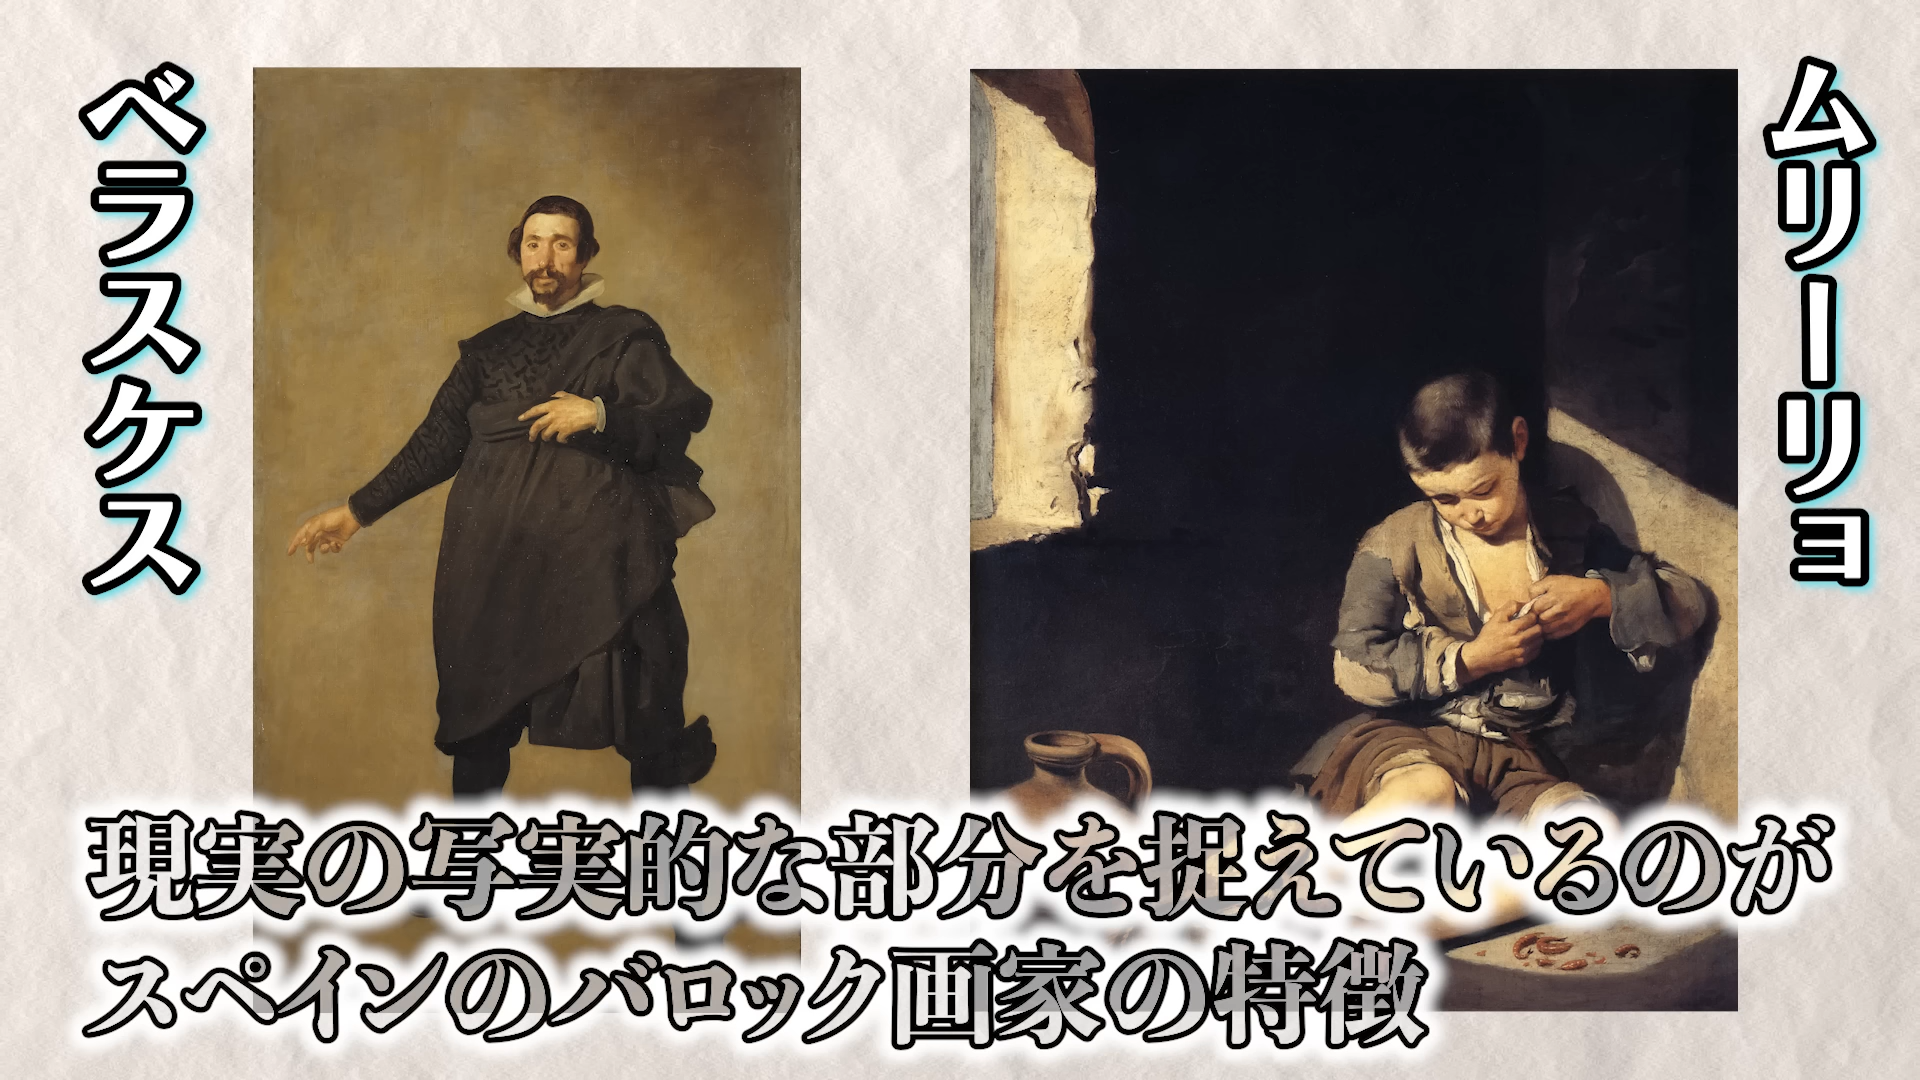 ベラスケス
ムリーリョ
現実の写実的な部分を捉えているのが
スペインのバロック画家の特徴